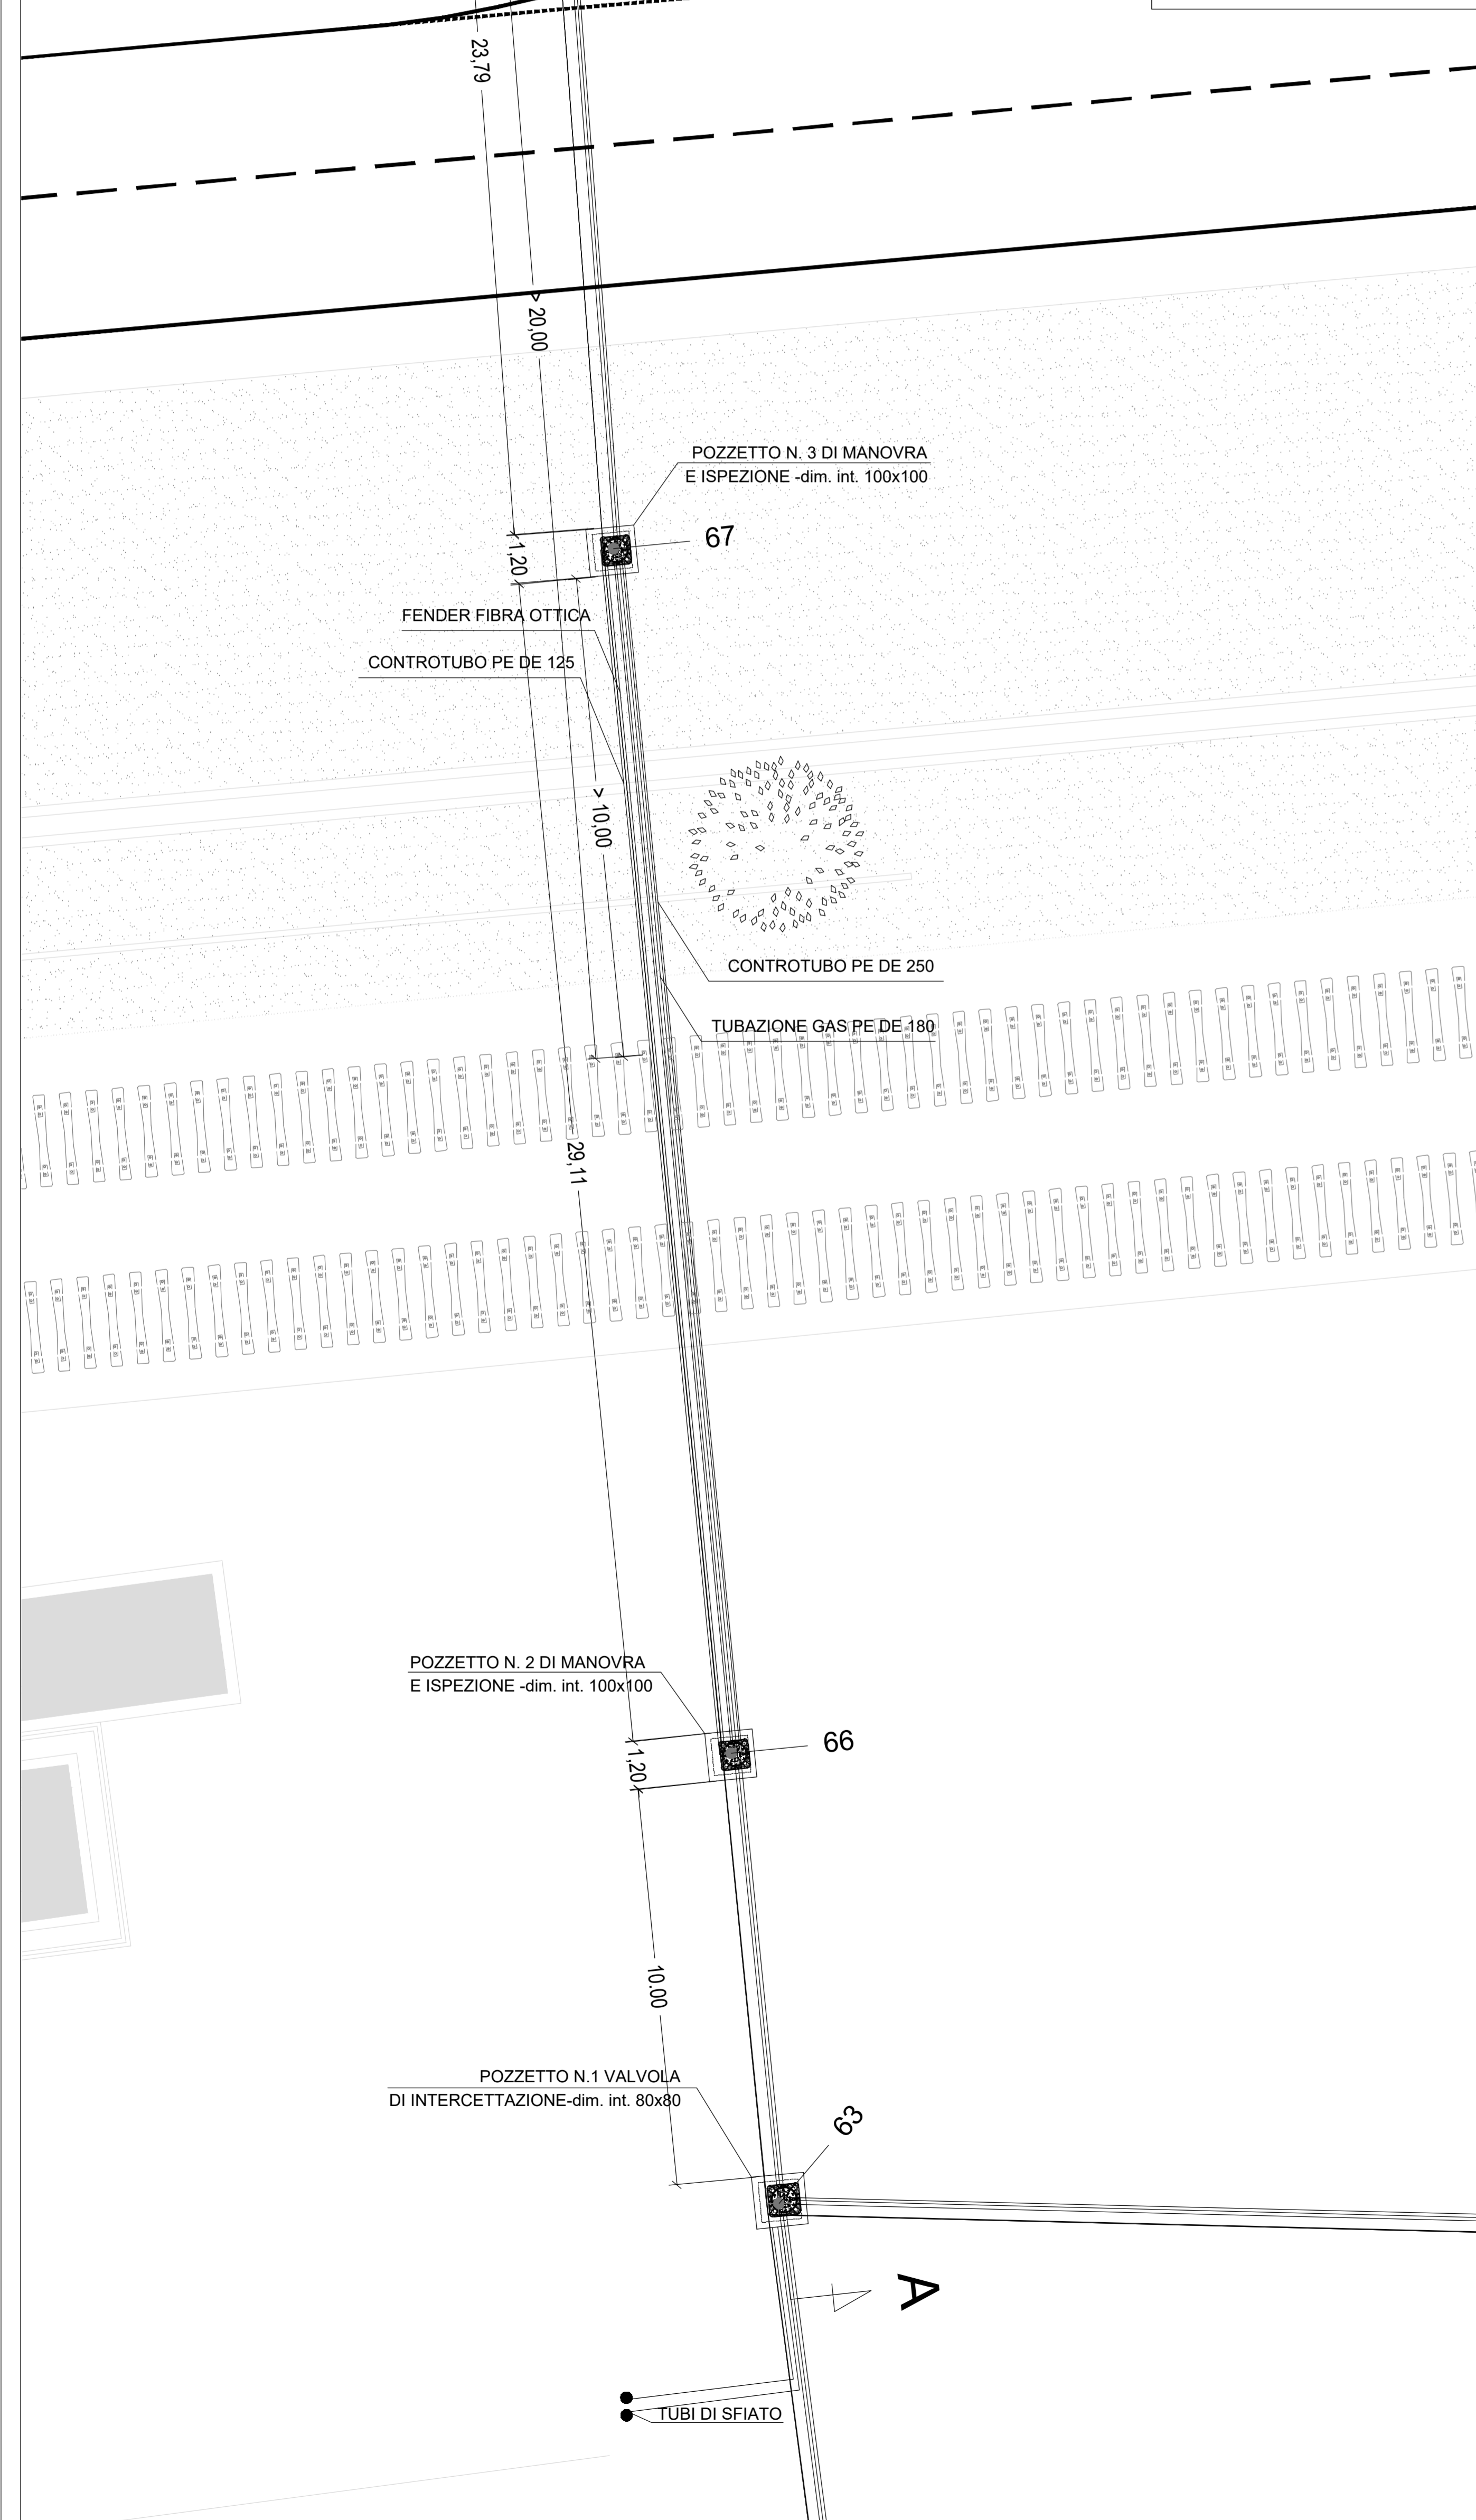 23,79
> 20,00
POZZETTO N. 3 DI MANOVRA
E ISPEZIONE -dim. int. 100x100
67
1,20
FENDER FIBRA OTTICA
CONTROTUBO PE DE 125
> 10,00
CONTROTUBO PE DE 250
TUBAZIONE GAS PE DE 180
29,11
POZZETTO N. 2 DI MANOVRA
E ISPEZIONE -dim. int. 100x100
66
1,20
10.00
POZZETTO N.1 VALVOLA
DI INTERCETTAZIONE-dim. int. 80x80
63
A
TUBI DI SFIATO